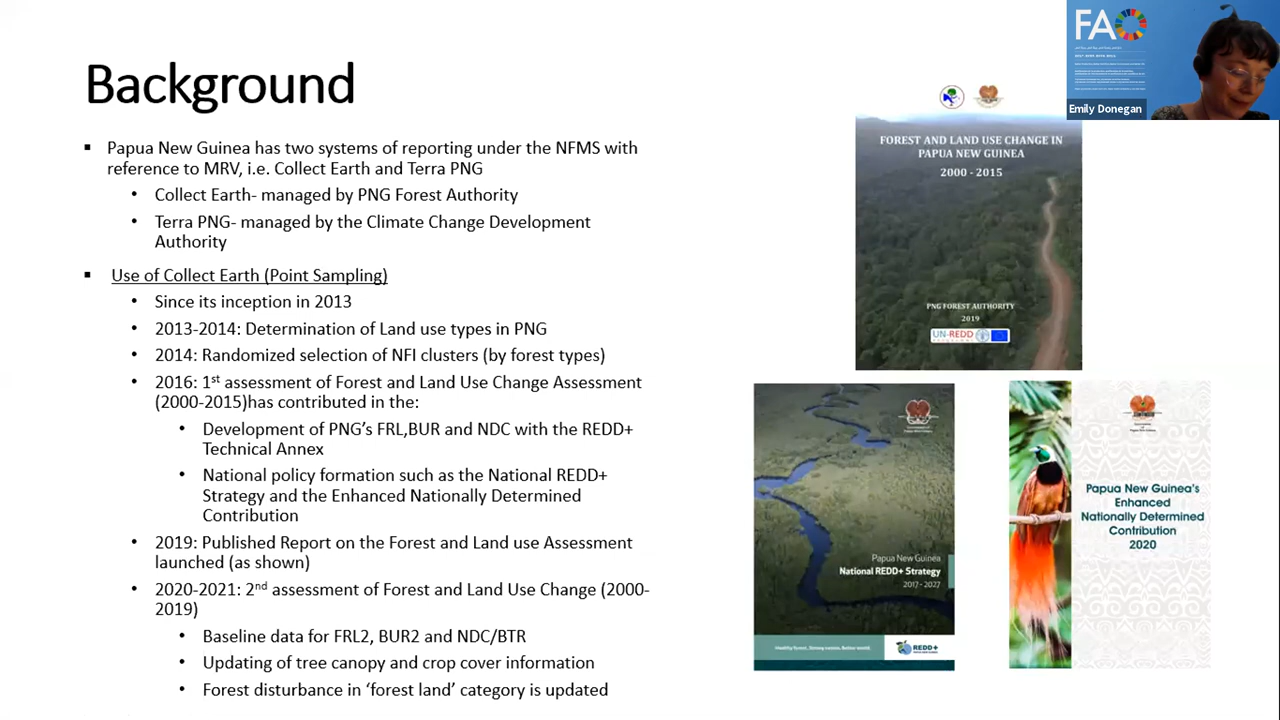 Background
Papua New Guinea has two systems of reporting under the NFMS with
reference to MRV, i.e. Collect Earth and Terra PNG
Collect Earth- managed by PNG Forest Authority
Terra PNG- managed by the Climate Change Development
Authority
Use of Collect Earth (Point Sampling)
Since its inception in 2013
2013-2014: Determination of Land use types in PNG
2014: Randomized selection of NFI clusters (by forest types)
2016: 1st assessment of Forest and Land Use Change Assessment
(2000-2015)has contributed in the:
Development of PNG's FRL,BUR and NDC with the REDD+
Technical Annex
National policy formation such as the National REDD+
Strategy and the Enhanced Nationally Determined
Contribution
2019: Published Report on the Forest and Land use Assessment
launched (as shown)
2020-2021: 2nd assessment of Forest and Land Use Change (2000-
2019)
Baseline data for FRL2, BUR2 and NDC/BTR
Updating of tree canopy and crop cover information
Forest disturbance in 'forest land' category is updated
FAO
Emily Donegan
FOREST AND LAND USE CHANGE IN
PAPUA NEW GUINEA
2000 - 2015
PNG FOREST AUTHORITY
2019
UN-REDD
PROGRAMME
Papua New Guinea
National REDD+ Strategy
2017 - 2027
Healthy forest, Strong nation, Better world.
REDD+
Papua New Guinea's
Enhanced
Nationally Determined
Contribution
2020